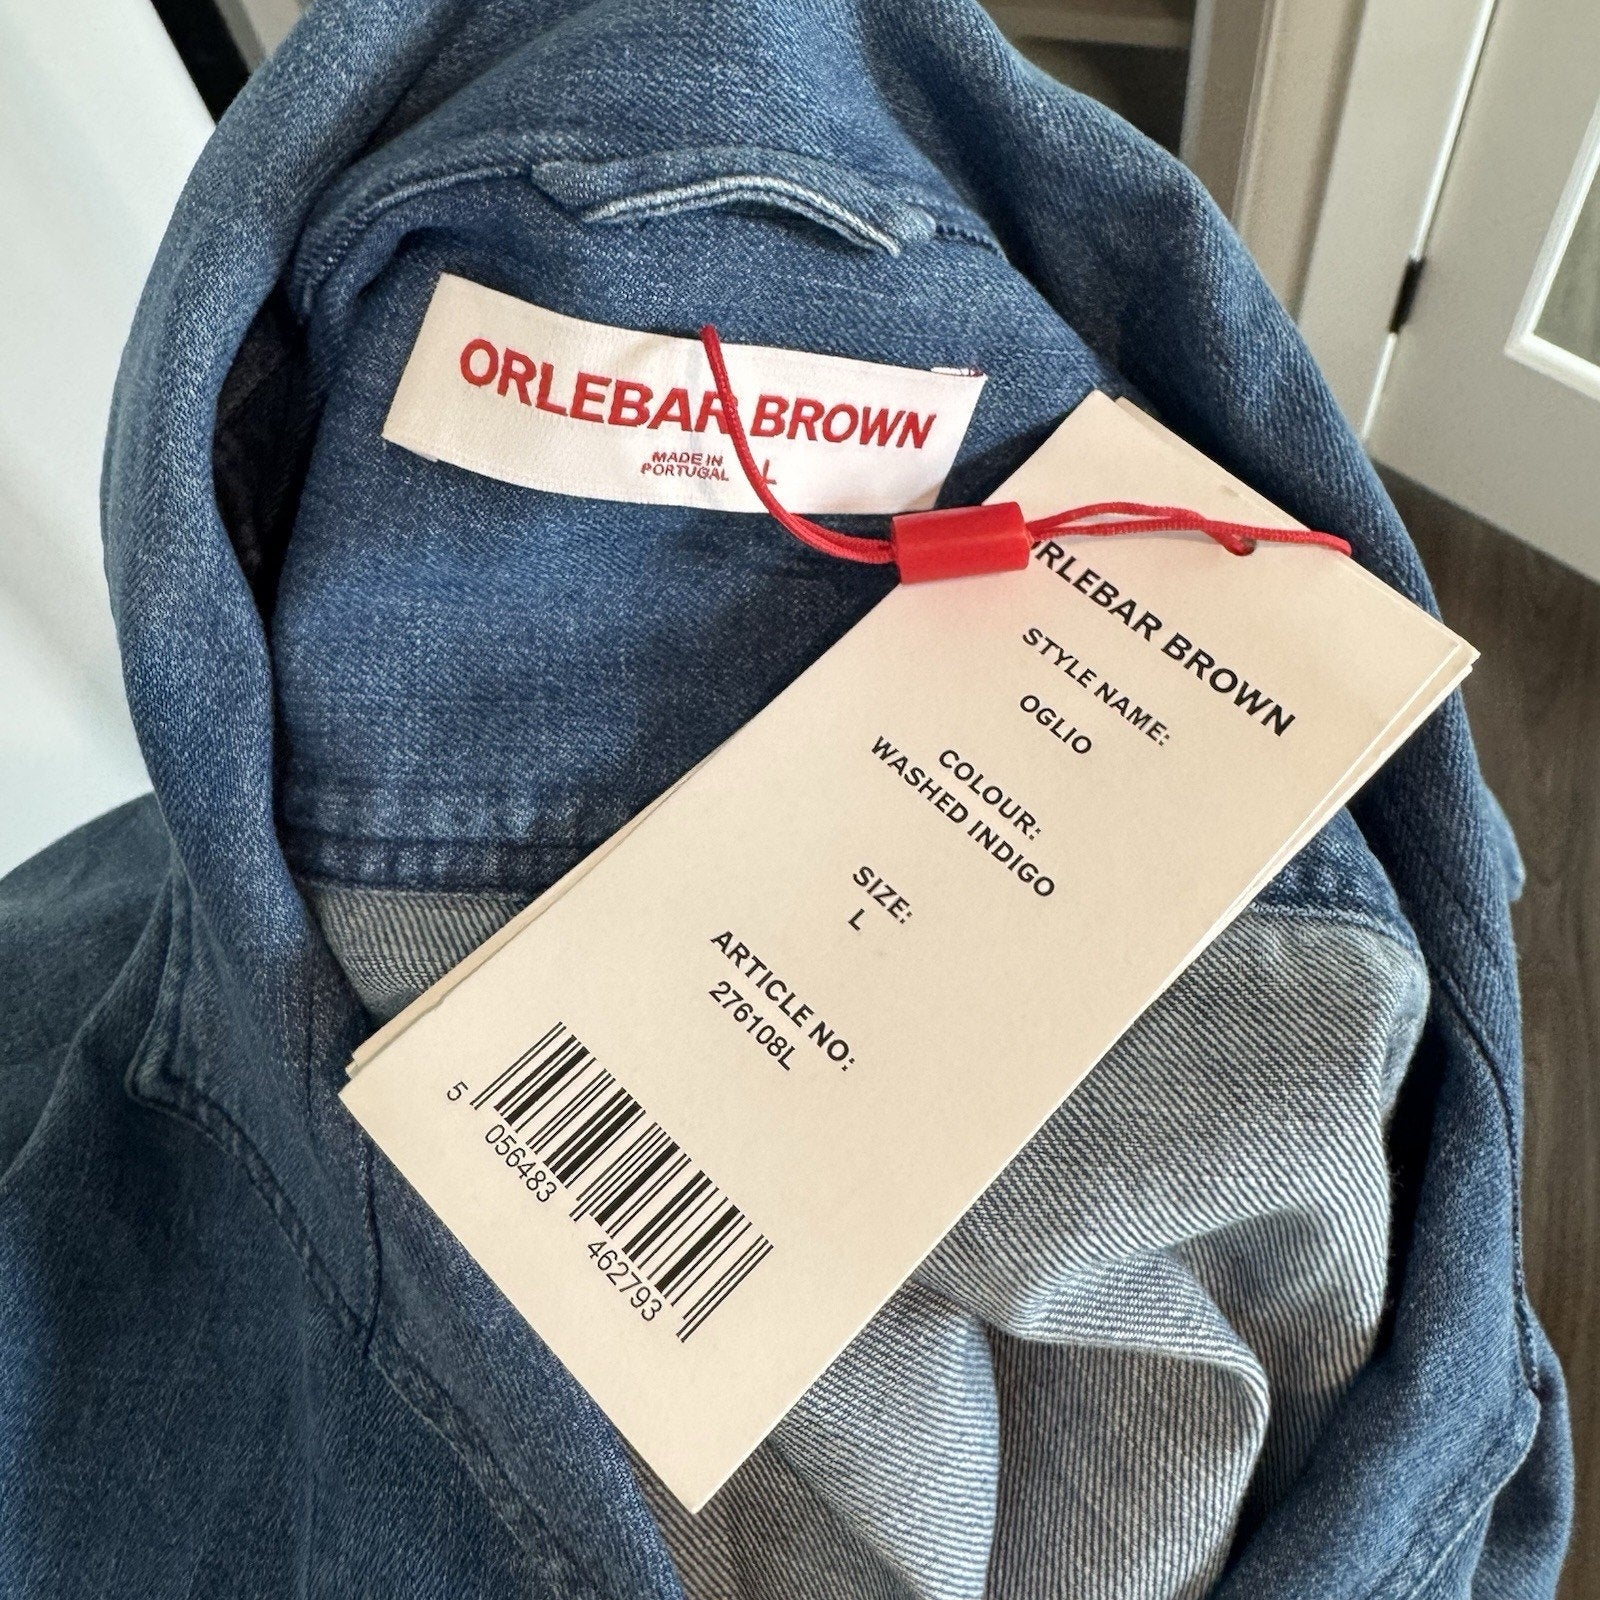 ORLEBAR BROWN
MADE IN
PORTUGAL L
ORLEBAR BROWN
STYLE NAME:
OGLIO
COLOUR:
WASHED INDIGO
SIZE:
L
ARTICLE NO:
276108L
5 056483 462793